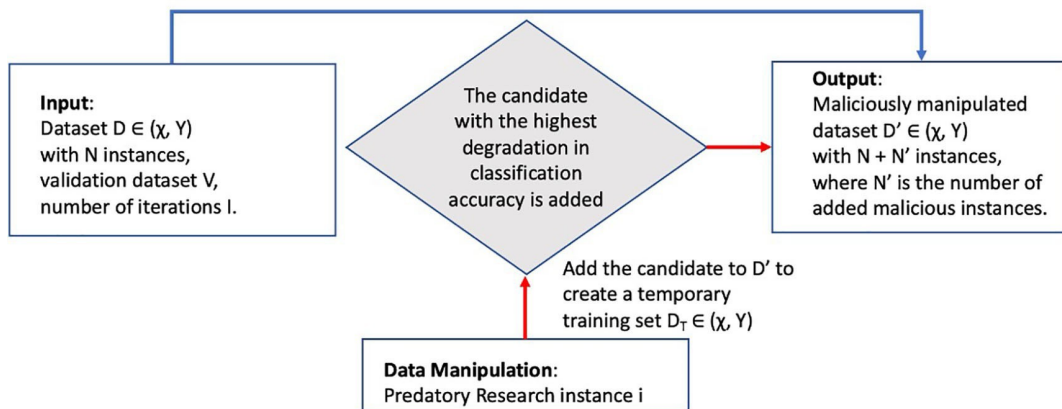 Input:
Dataset D ∈ (χ, Y)
with N instances,
validation dataset V,
number of iterations I.
The candidate
with the highest
degradation in
classification
accuracy is added
Output:
Maliciously manipulated
dataset D’ ∈ (χ, Y)
with N + N’ instances,
where N’ is the number of
added malicious instances.
Add the candidate to D’ to
create a temporary
training set D_T ∈ (χ, Y)
Data Manipulation:
Predatory Research instance i